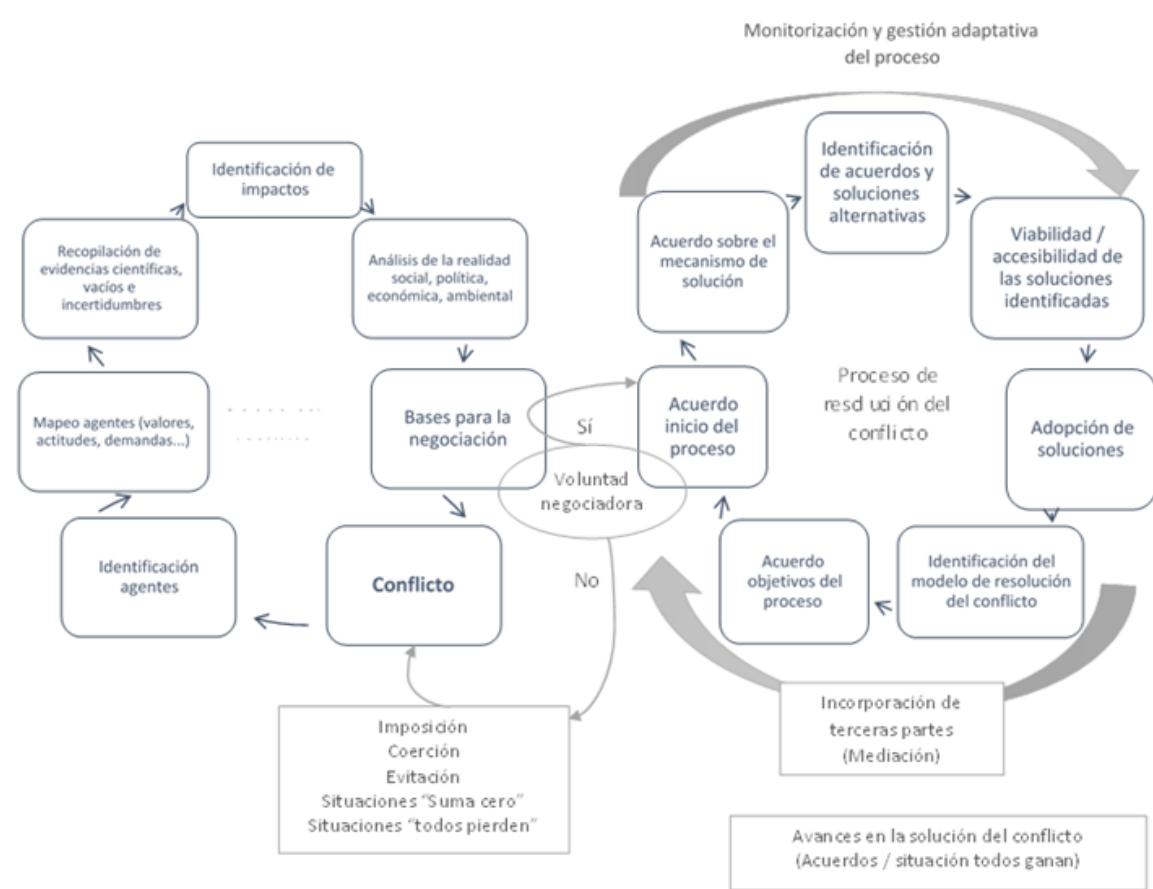 Monitorización y gestión adaptativa
del proceso
Identificación de
impactos
Recopilación de
evidencias científicas,
vacíos e
incertidumbres
Análisis de la realidad
social, política,
económica, ambiental
Mapeo agentes (valores,
actitudes, demandas...)
Bases para la
negociación
Identificación
agentes
Conflicto
Sí
Voluntad
negociadora
No
Imposición
Coerción
Evitación
Situaciones “Suma cero”
Situaciones “todos pierden”
Identificación
de acuerdos y
soluciones
alternativas
Acuerdo sobre el
mecanismo de
solución
Viabilidad /
accesibilidad de
las soluciones
identificadas
Acuerdo
inicio del
proceso
Proceso de
resolución del
conflicto
Adopción de
soluciones
Acuerdo
objetivos del
proceso
Identificación del
modelo de resolución
del conflicto
Incorporación de
terceras partes
(Mediación)
Avances en la solución del conflicto
(Acuerdos / situación todos ganan)